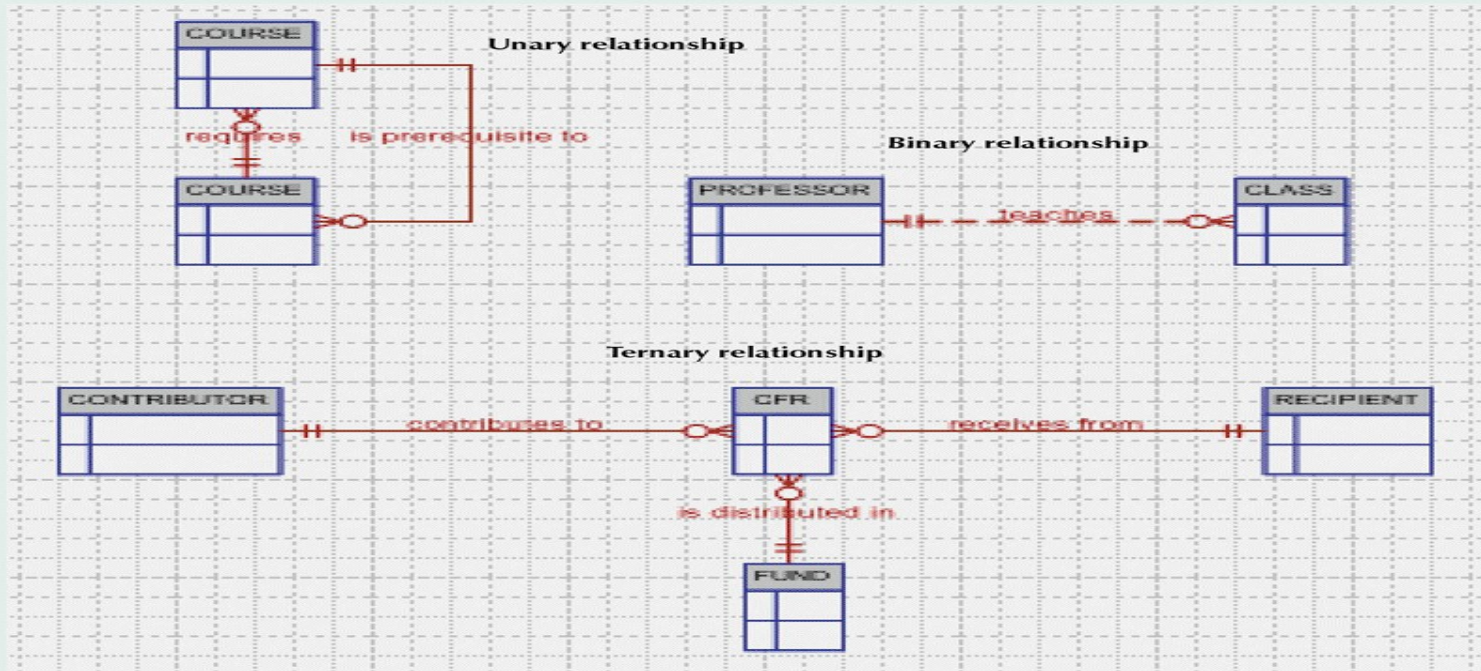 COURSE
Unary relationship
requires
is prerequisite to
COURSE
Binary relationship
PROFESSOR
teaches
CLASS
Ternary relationship
CONTRIBUTOR
contributes to
CFR
receives from
RECIPIENT
is distributed in
FUND